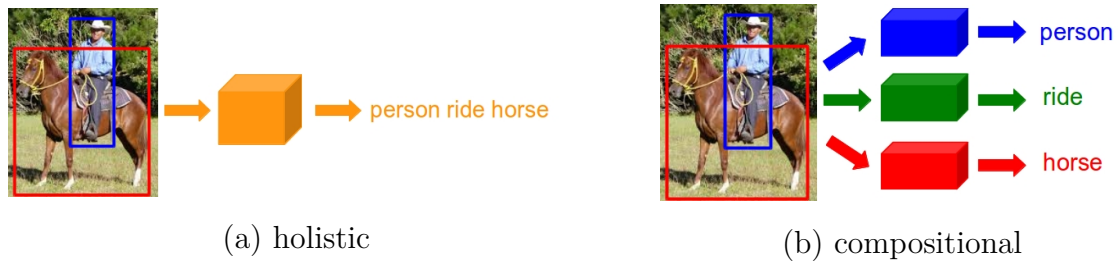 person ride horse
(a) holistic
person
ride
horse
(b) compositional